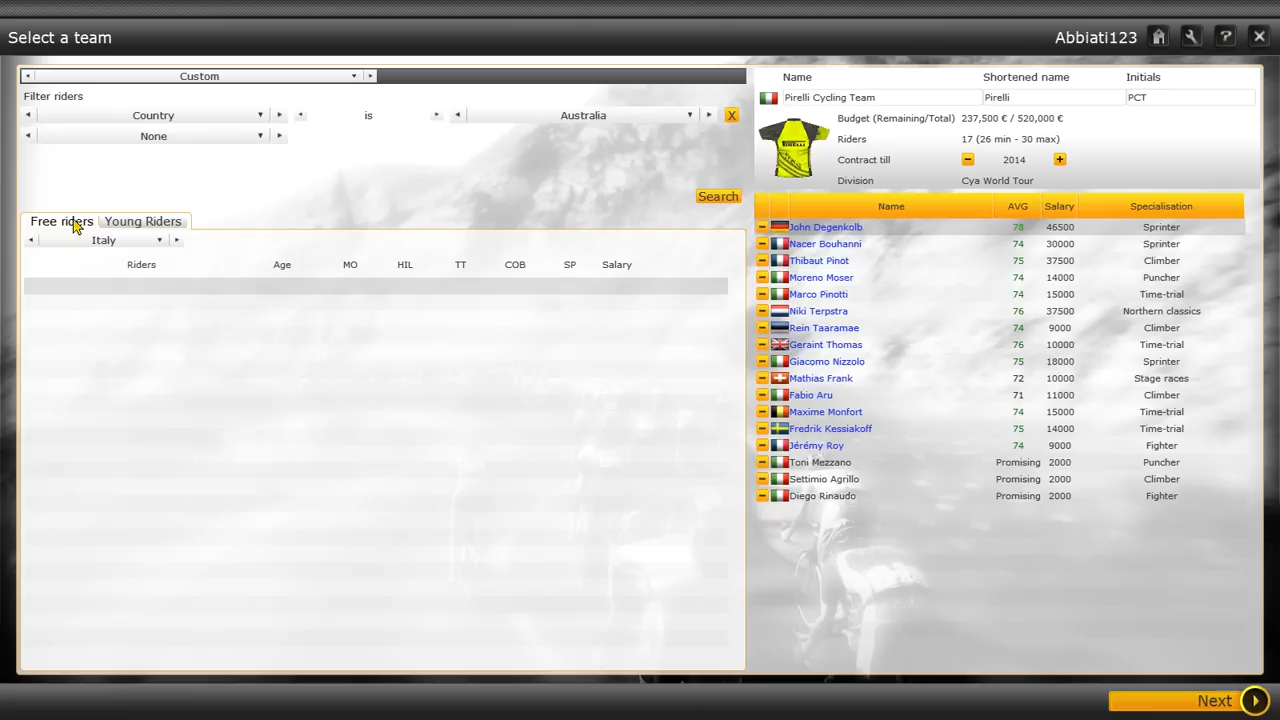 Select a team
Abbiati123
Custom
Filter riders
Country is Australia X
None
Search
Free riders Young Riders
Italy
Riders Age MO HIL TT COB SP Salary
Name Shortened name Initials
Pirelli Cycling Team Pirelli PCT
Budget (Remaining/Total) 237,500 € / 520,000 €
Riders 17 (26 min - 30 max)
Contract till 2014
Division Cya World Tour
PIRELLI
Name AVG Salary Specialisation
John Degenkolb 78 46500 Sprinter
Nacer Bouhanni 74 30000 Sprinter
Thibaut Pinot 75 37500 Climber
Moreno Moser 74 14000 Puncher
Marco Pinotti 74 15000 Time-trial
Niki Terpstra 76 37500 Northern classics
Rein Taaramae 74 9000 Climber
Geraint Thomas 76 10000 Time-trial
Giacomo Nizzolo 75 18000 Sprinter
Mathias Frank 72 10000 Stage races
Fabio Aru 71 11000 Climber
Maxime Monfort 74 15000 Time-trial
Fredrik Kessiakoff 75 14000 Time-trial
Jérémy Roy 74 9000 Fighter
Toni Mezzano Promising 2000 Puncher
Settimio Agrillo Promising 2000 Climber
Diego Rinaudo Promising 2000 Fighter
Next